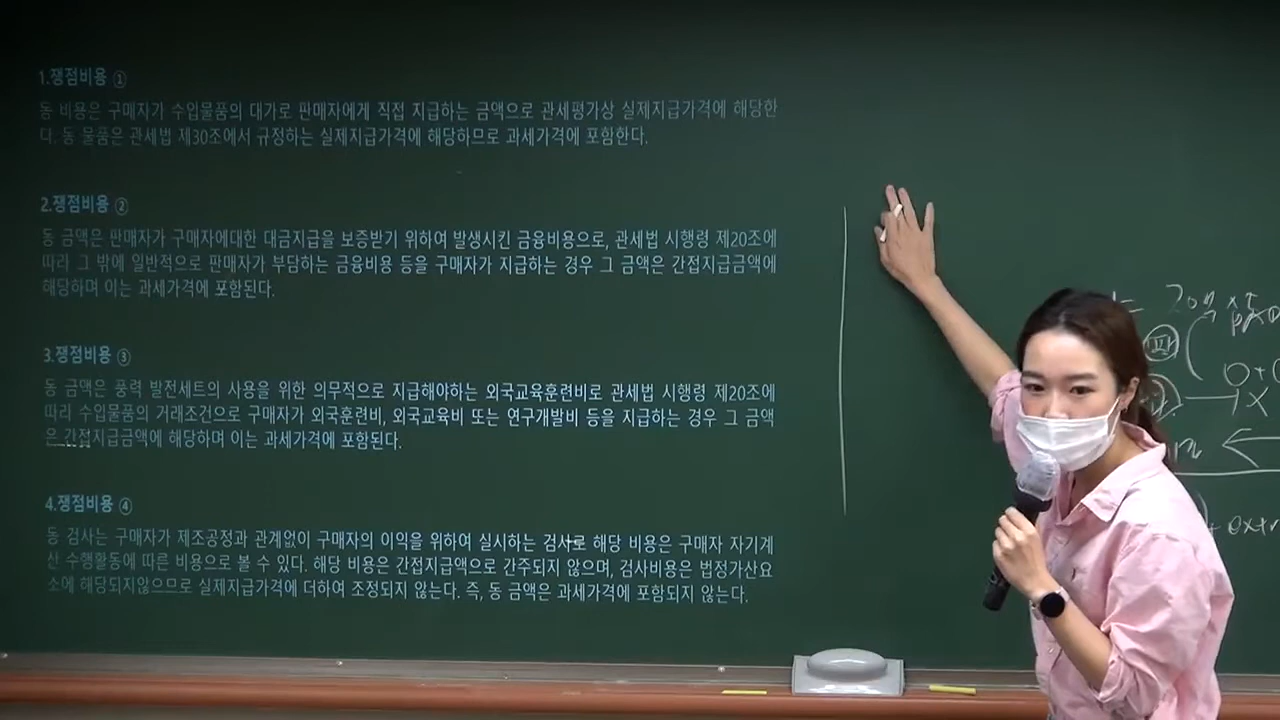 1.쟁점비용 ①
동 비용은 구매자가 수입물품의 대가로 판매자에게 직접 지급하는 금액으로 관세평가상 실제지급가격에 해당한
다. 동 물품은 관세법 제30조에서 규정하는 실제지급가격에 해당하므로 과세가격에 포함한다.
2.쟁점비용 ②
동 금액은 판매자가 구매자에대한 대금지급을 보증받기 위하여 발생시킨 금융비용으로, 관세법 시행령 제20조에
따라 그 밖에 일반적으로 판매자가 부담하는 금융비용 등을 구매자가 지급하는 경우 그 금액은 간접지급금액에
해당하며 이는 과세가격에 포함된다.
3.쟁점비용 ③
동 금액은 풍력 발전세트의 사용을 위한 의무적으로 지급해야하는 외국교육훈련비로 관세법 시행령 제20조에
따리 수입물품의 거래조건으로 구매자가 외국훈련비, 외국교육비 또는 연구개발비 등을 지급하는 경우 그 금액
은 간접지급금액에 해당하며 이는 과세가격에 포함된다.
4.쟁점비용 ④
동 검사는 구매자가 제조공정과 관계없이 구매자의 이익을 위하여 실시하는 검사로 해당 비용은 구매자 자기계
산 수행활동에 따른 비용으로 볼 수 있다. 해당 비용은 간접지급액으로 간주되지 않으며, 검사비용은 법정가산요
소에 해당되지않으므로 실제지급가격에 더하여 조정되지 않는다. 즉, 동 금액은 과세가격에 포함되지 않는다.
판